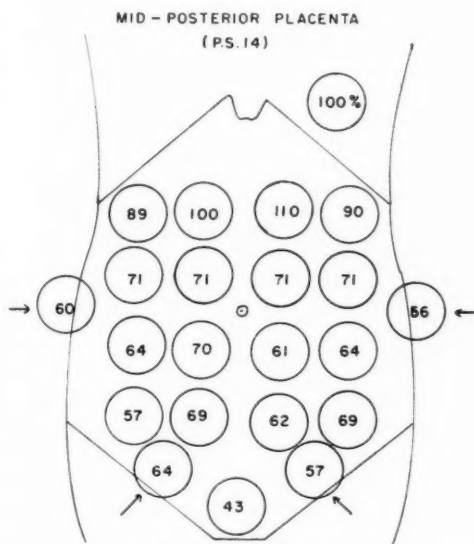 MID-POSTERIOR PLACENTA
(P.S.14)
100%
89 100 110 90
71 71 71 71
60 56
64 70 61 64
57 69 62 69
64 57
43